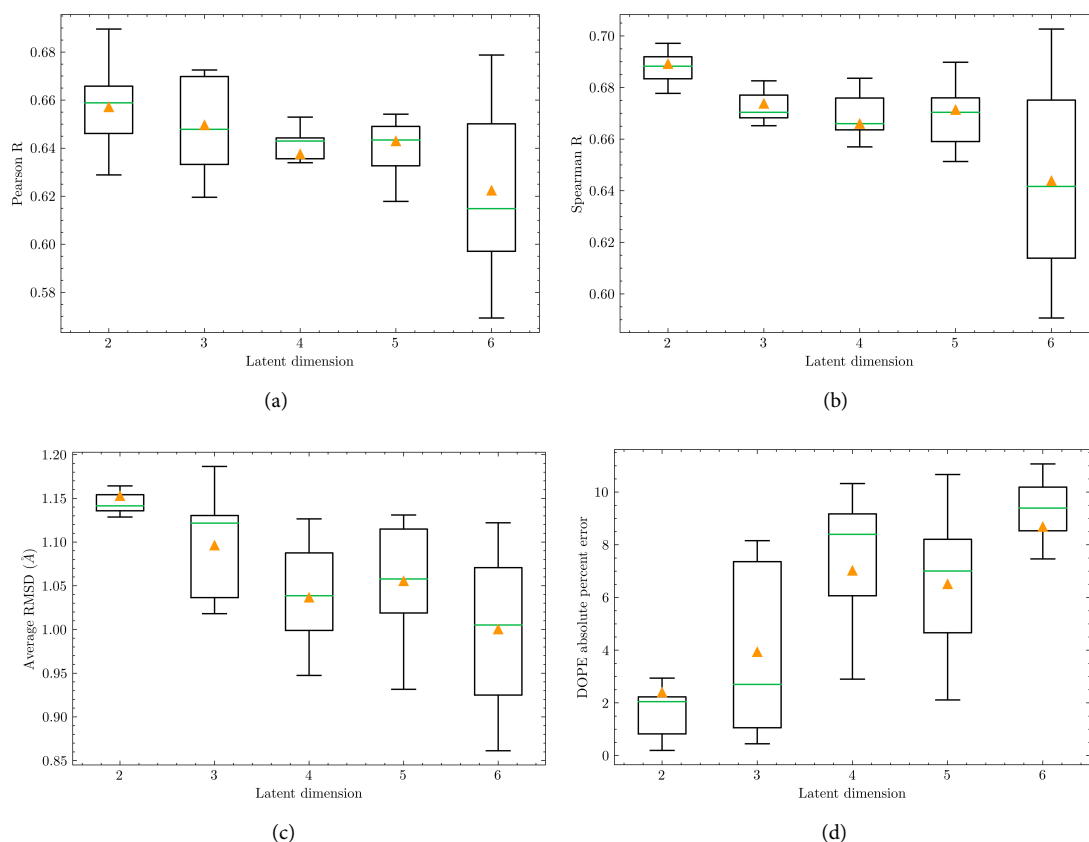 0.68
0.66
0.64
0.62
0.60
0.58
Pearson R
2 3 4 5 6
Latent dimension
(a)
0.70
0.68
0.66
0.64
0.62
0.60
Spearman R
2 3 4 5 6
Latent dimension
(b)
1.20
1.15
1.10
1.05
1.00
0.95
0.90
0.85
Average RMSD (Å)
2 3 4 5 6
Latent dimension
(c)
10
8
6
4
2
0
DOPE absolute percent error
2 3 4 5 6
Latent dimension
(d)